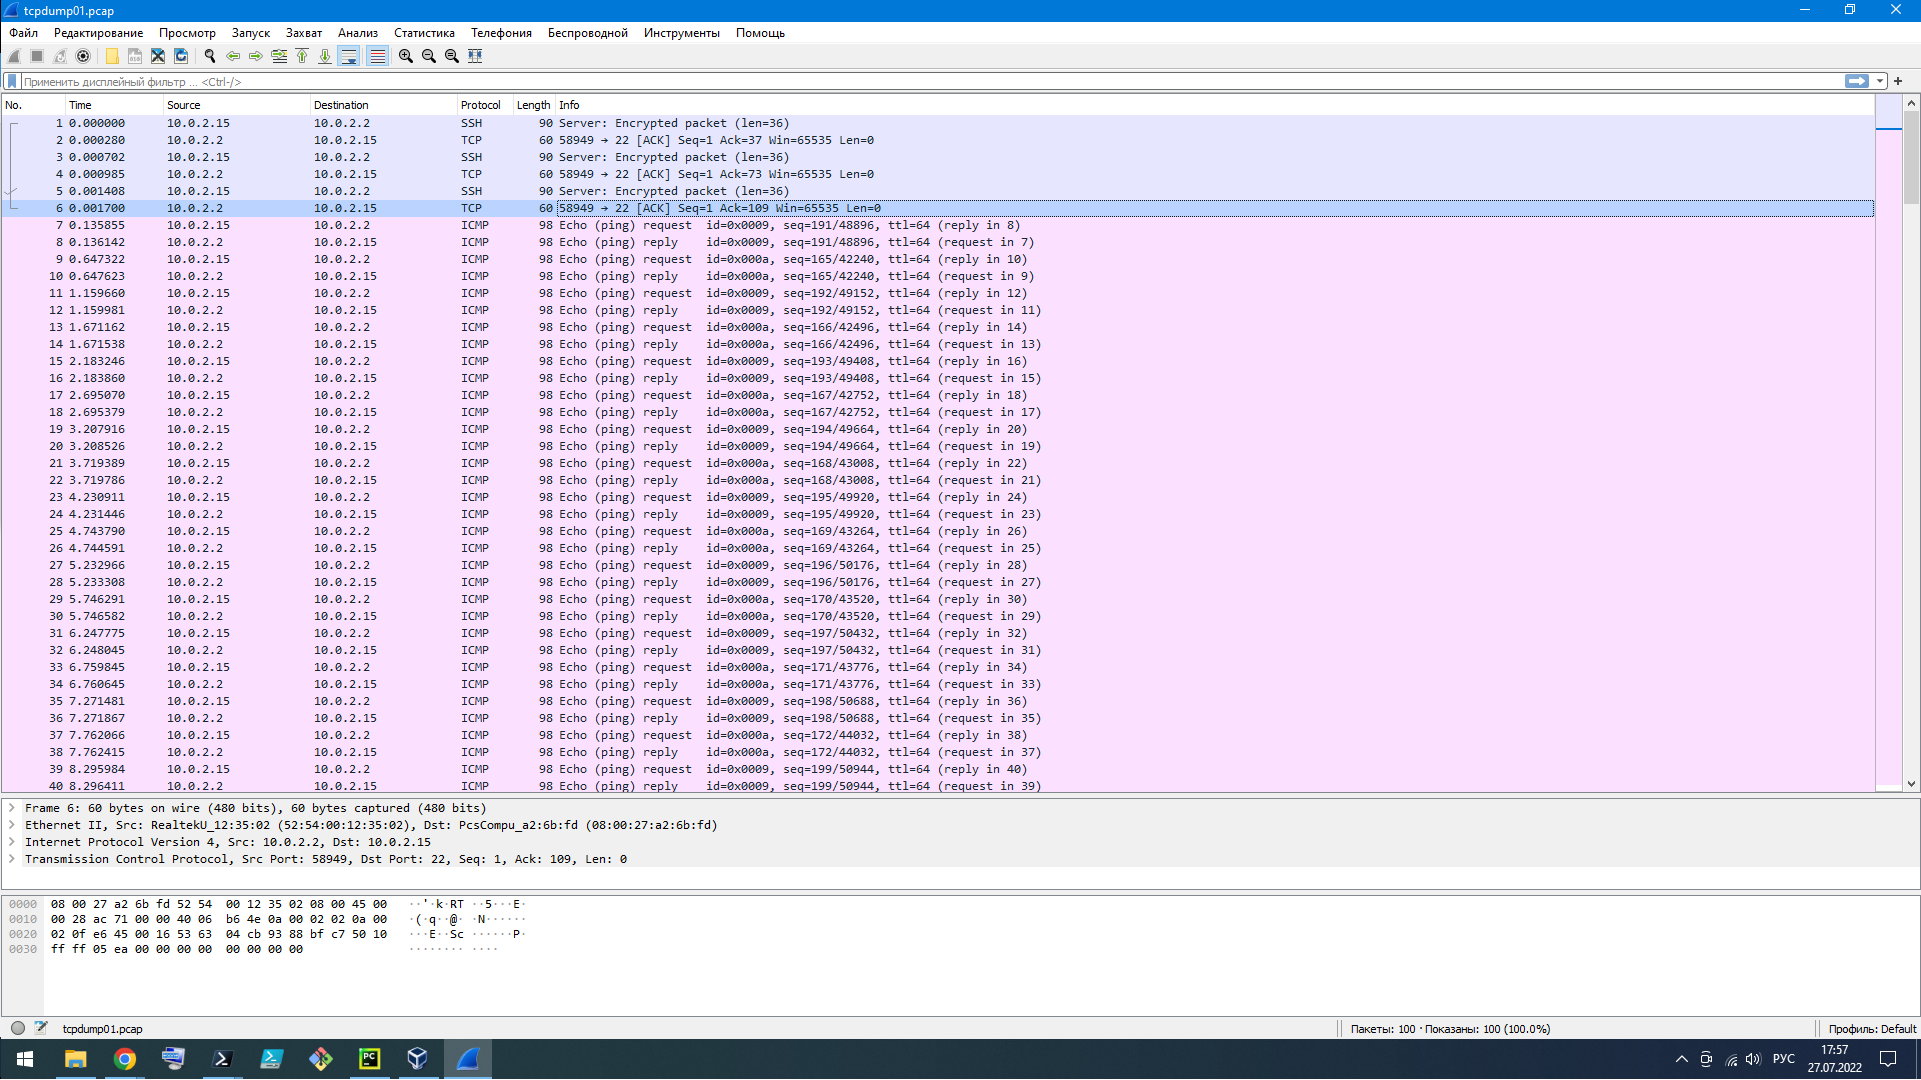 tcpdump01.pcap
Файл Редактирование Просмотр Запуск Захват Анализ Статистика Телефония Беспроводной Инструменты Помощь
Применить дисплейный фильтр ... <Ctrl-/>
No. Time Source Destination Protocol Length Info
1 0.000000 10.0.2.15 10.0.2.2 SSH 90 Server: Encrypted packet (len=36)
2 0.000280 10.0.2.2 10.0.2.15 TCP 60 58949 → 22 [ACK] Seq=1 Ack=37 Win=65535 Len=0
3 0.000702 10.0.2.15 10.0.2.2 SSH 90 Server: Encrypted packet (len=36)
4 0.000985 10.0.2.2 10.0.2.15 TCP 60 58949 → 22 [ACK] Seq=1 Ack=73 Win=65535 Len=0
5 0.001408 10.0.2.15 10.0.2.2 SSH 90 Server: Encrypted packet (len=36)
6 0.001700 10.0.2.2 10.0.2.15 TCP 60 58949 → 22 [ACK] Seq=1 Ack=109 Win=65535 Len=0
7 0.135855 10.0.2.15 10.0.2.2 ICMP 98 Echo (ping) request id=0x0009, seq=191/48896, ttl=64 (reply in 8)
8 0.136142 10.0.2.2 10.0.2.15 ICMP 98 Echo (ping) reply id=0x0009, seq=191/48896, ttl=64 (request in 7)
9 0.647322 10.0.2.15 10.0.2.2 ICMP 98 Echo (ping) request id=0x000a, seq=165/42240, ttl=64 (reply in 10)
10 0.647623 10.0.2.2 10.0.2.15 ICMP 98 Echo (ping) reply id=0x000a, seq=165/42240, ttl=64 (request in 9)
11 1.159660 10.0.2.15 10.0.2.2 ICMP 98 Echo (ping) request id=0x0009, seq=192/49152, ttl=64 (reply in 12)
12 1.159981 10.0.2.2 10.0.2.15 ICMP 98 Echo (ping) reply id=0x0009, seq=192/49152, ttl=64 (request in 11)
13 1.671162 10.0.2.15 10.0.2.2 ICMP 98 Echo (ping) request id=0x000a, seq=166/42496, ttl=64 (reply in 14)
14 1.671538 10.0.2.2 10.0.2.15 ICMP 98 Echo (ping) reply id=0x000a, seq=166/42496, ttl=64 (request in 13)
15 2.183246 10.0.2.15 10.0.2.2 ICMP 98 Echo (ping) request id=0x0009, seq=193/49408, ttl=64 (reply in 16)
16 2.183860 10.0.2.2 10.0.2.15 ICMP 98 Echo (ping) reply id=0x0009, seq=193/49408, ttl=64 (request in 15)
17 2.695070 10.0.2.15 10.0.2.2 ICMP 98 Echo (ping) request id=0x000a, seq=167/42752, ttl=64 (reply in 18)
18 2.695379 10.0.2.2 10.0.2.15 ICMP 98 Echo (ping) reply id=0x000a, seq=167/42752, ttl=64 (request in 17)
19 3.207916 10.0.2.15 10.0.2.2 ICMP 98 Echo (ping) request id=0x0009, seq=194/49664, ttl=64 (reply in 20)
20 3.208526 10.0.2.2 10.0.2.15 ICMP 98 Echo (ping) reply id=0x0009, seq=194/49664, ttl=64 (request in 19)
21 3.719389 10.0.2.15 10.0.2.2 ICMP 98 Echo (ping) request id=0x000a, seq=168/43008, ttl=64 (reply in 22)
22 3.719786 10.0.2.2 10.0.2.15 ICMP 98 Echo (ping) reply id=0x000a, seq=168/43008, ttl=64 (request in 21)
23 4.230911 10.0.2.15 10.0.2.2 ICMP 98 Echo (ping) request id=0x0009, seq=195/49920, ttl=64 (reply in 24)
24 4.231446 10.0.2.2 10.0.2.15 ICMP 98 Echo (ping) reply id=0x0009, seq=195/49920, ttl=64 (request in 23)
25 4.743790 10.0.2.15 10.0.2.2 ICMP 98 Echo (ping) request id=0x000a, seq=169/43264, ttl=64 (reply in 26)
26 4.744591 10.0.2.2 10.0.2.15 ICMP 98 Echo (ping) reply id=0x000a, seq=169/43264, ttl=64 (request in 25)
27 5.232966 10.0.2.15 10.0.2.2 ICMP 98 Echo (ping) request id=0x0009, seq=196/50176, ttl=64 (reply in 28)
28 5.233308 10.0.2.2 10.0.2.15 ICMP 98 Echo (ping) reply id=0x0009, seq=196/50176, ttl=64 (request in 27)
29 5.746291 10.0.2.15 10.0.2.2 ICMP 98 Echo (ping) request id=0x000a, seq=170/43520, ttl=64 (reply in 30)
30 5.746582 10.0.2.2 10.0.2.15 ICMP 98 Echo (ping) reply id=0x000a, seq=170/43520, ttl=64 (request in 29)
31 6.247775 10.0.2.15 10.0.2.2 ICMP 98 Echo (ping) request id=0x0009, seq=197/50432, ttl=64 (reply in 32)
32 6.248045 10.0.2.2 10.0.2.15 ICMP 98 Echo (ping) reply id=0x0009, seq=197/50432, ttl=64 (request in 31)
33 6.759845 10.0.2.15 10.0.2.2 ICMP 98 Echo (ping) request id=0x000a, seq=171/43776, ttl=64 (reply in 34)
34 6.760645 10.0.2.2 10.0.2.15 ICMP 98 Echo (ping) reply id=0x000a, seq=171/43776, ttl=64 (request in 33)
35 7.271481 10.0.2.15 10.0.2.2 ICMP 98 Echo (ping) request id=0x0009, seq=198/50688, ttl=64 (reply in 36)
36 7.271867 10.0.2.2 10.0.2.15 ICMP 98 Echo (ping) reply id=0x0009, seq=198/50688, ttl=64 (request in 35)
37 7.762066 10.0.2.15 10.0.2.2 ICMP 98 Echo (ping) request id=0x000a, seq=172/44032, ttl=64 (reply in 38)
38 7.762415 10.0.2.2 10.0.2.15 ICMP 98 Echo (ping) reply id=0x000a, seq=172/44032, ttl=64 (request in 37)
39 8.295984 10.0.2.15 10.0.2.2 ICMP 98 Echo (ping) request id=0x0009, seq=199/50944, ttl=64 (reply in 40)
40 8.296411 10.0.2.2 10.0.2.15 ICMP 98 Echo (ping) reply id=0x0009, seq=199/50944, ttl=64 (request in 39)
Frame 6: 60 bytes on wire (480 bits), 60 bytes captured (480 bits)
Ethernet II, Src: RealtekU_12:35:02 (52:54:00:12:35:02), Dst: PcsCompu_a2:6b:fd (08:00:27:a2:6b:fd)
Internet Protocol Version 4, Src: 10.0.2.2, Dst: 10.0.2.15
Transmission Control Protocol, Src Port: 58949, Dst Port: 22, Seq: 1, Ack: 109, Len: 0
0000 08 00 27 a2 6b fd 52 54 00 12 35 02 08 00 45 00 ··'·k·RT ··5···E·
0010 00 28 ac 71 00 00 40 06 b6 4e 0a 00 02 02 0a 00 ·(·q··@· ·N······
0020 02 0f e6 45 00 16 53 63 04 cb 93 88 bf c7 50 10 ···E··Sc ······P·
0030 ff ff 05 ea 00 00 00 00 00 00 00 00 ········ ····
tcpdump01.pcap Пакеты: 100 · Показаны: 100 (100.0%) Профиль: Default
PC РУС 17:57
27.07.2022